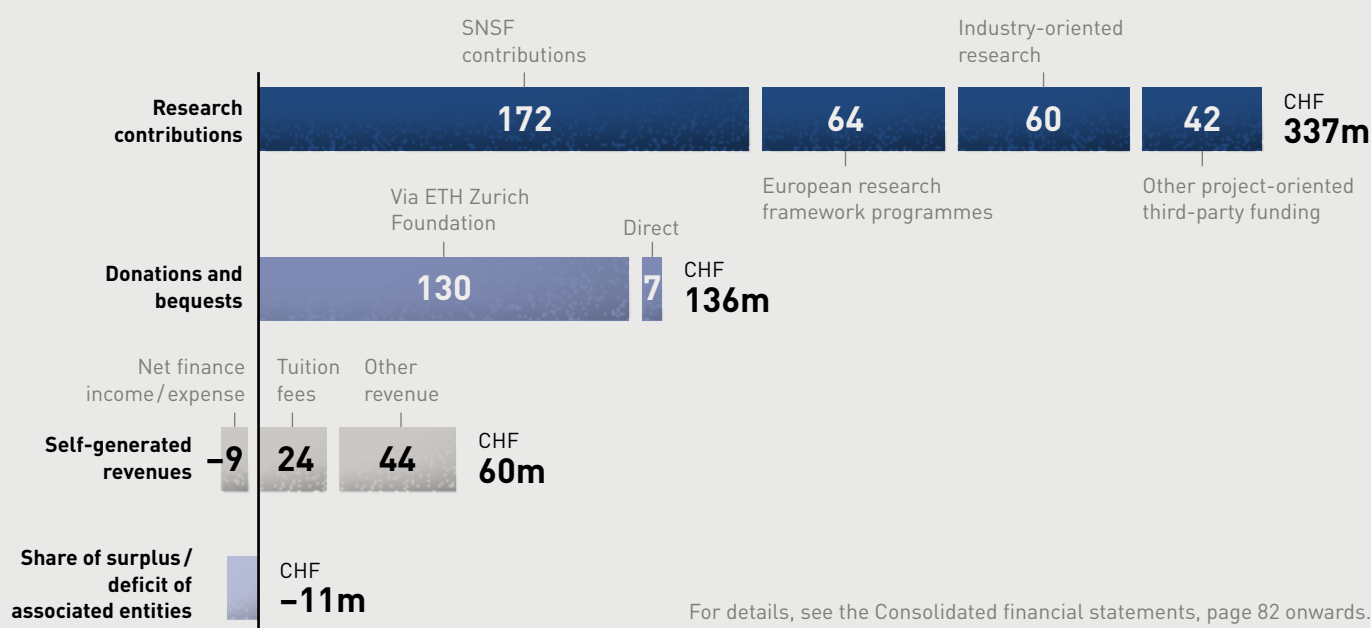 SNSF
contributions
Industry-oriented
research
Research
contributions
172
64
60
42
CHF
337m
European research
framework programmes
Other project-oriented
third-party funding
Via ETH Zurich
Foundation
Direct
Donations and
bequests
130
7
CHF
136m
Net finance
income/expense
Tuition
fees
Other
revenue
Self-generated
revenues
–9
24
44
CHF
60m
Share of surplus/
deficit of
associated entities
CHF
–11m
For details, see the Consolidated financial statements, page 82 onwards.